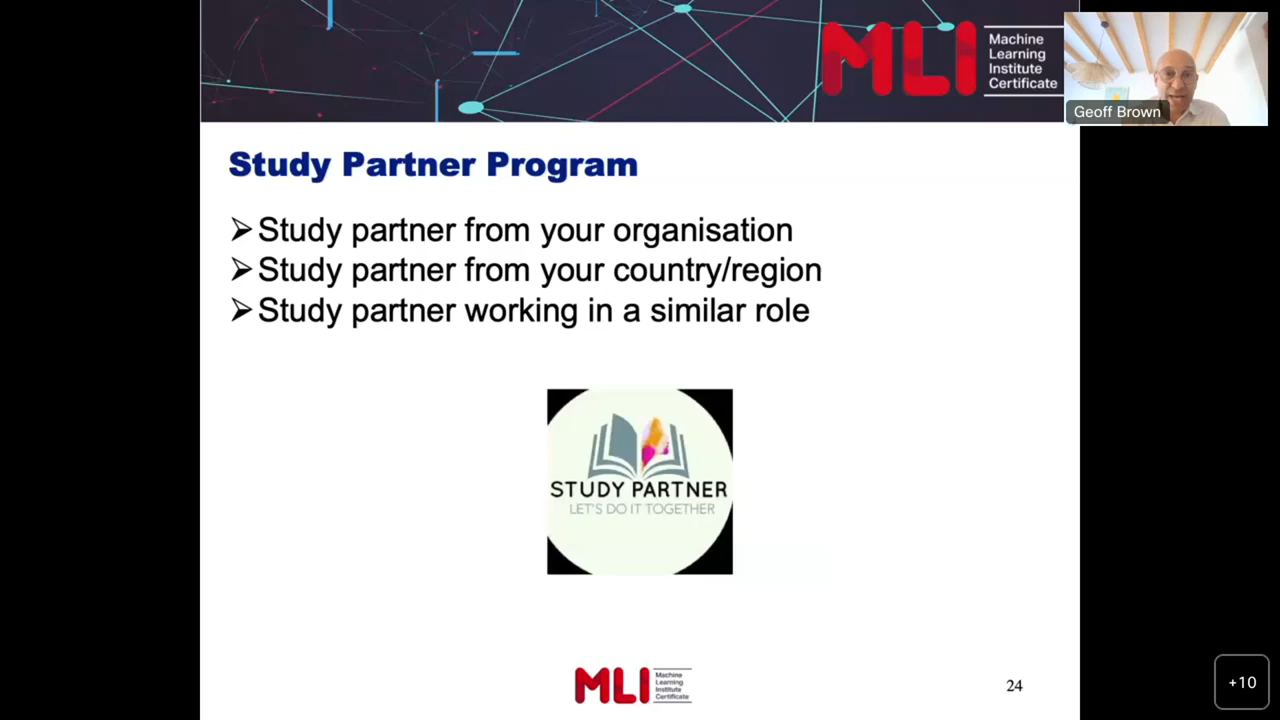 MLI
Machine
Learning
Institute
Certificate
Geoff Brown
Study Partner Program
➢Study partner from your organisation
➢Study partner from your country/region
➢Study partner working in a similar role
STUDY PARTNER
LET'S DO IT TOGETHER
MLI
Machine
Learning
Institute
Certificate
24
+10